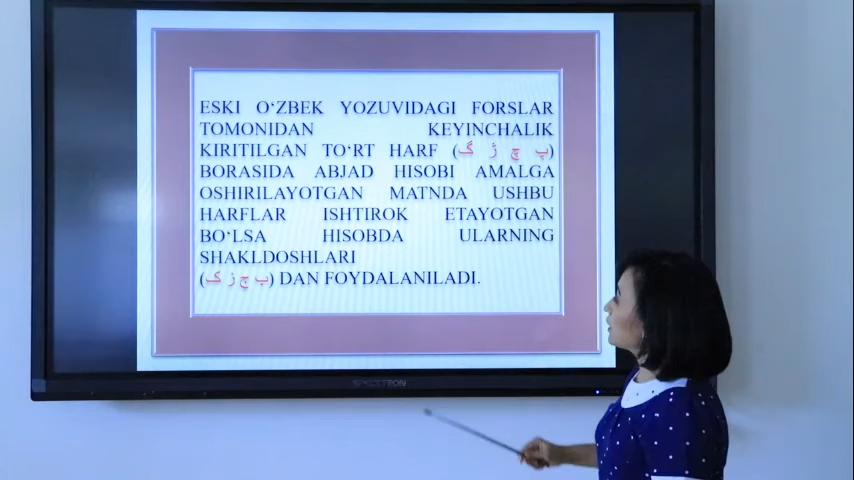 ESKI O‘ZBEK YOZUVIDAGI FORSLAR
TOMONIDAN KEYINCHALIK
KIRITILGAN TO‘RT HARF (پ چ ژ گ)
BORASIDA ABJAD HISOBI AMALGA
OSHIRILAYOTGAN MATNDA USHBU
HARFLAR ISHTIROK ETAYOTGAN
BO‘LSA HISOBDA ULARNING
SHAKLDOSHLARI
(ب ج ز ک) DAN FOYDALANILADI.
SPECTRON